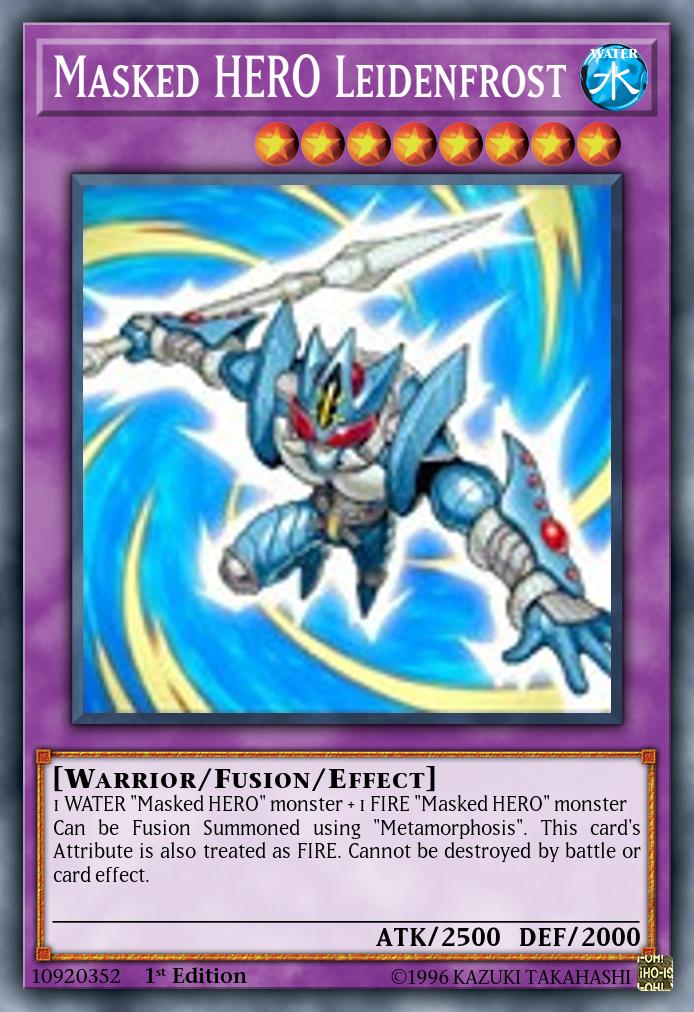 Masked HERO Leidenfrost
WATER
水
[Warrior/Fusion/Effect]
1 WATER "Masked HERO" monster + 1 FIRE "Masked HERO" monster
Can be Fusion Summoned using "Metamorphosis". This card's
Attribute is also treated as FIRE. Cannot be destroyed by battle or
card effect.
ATK/2500 DEF/2000
10920352 1st Edition ©1996 KAZUKI TAKAHASHI